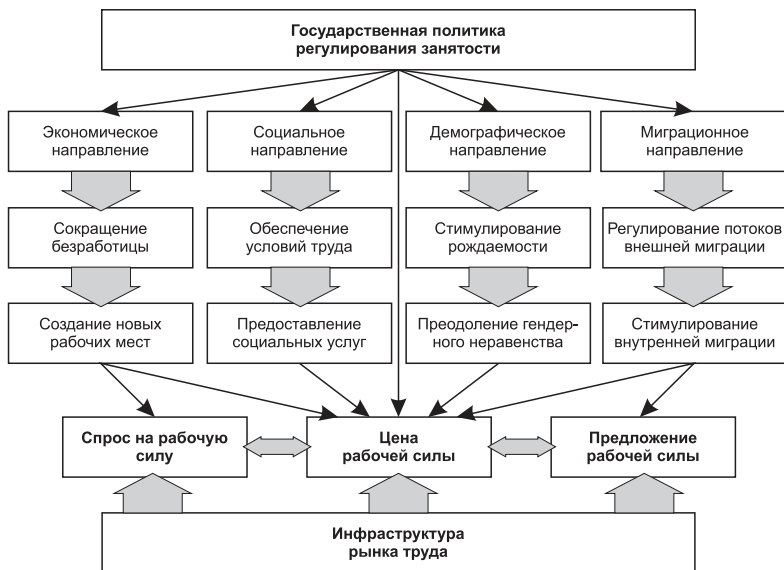 Государственная политика
регулирования занятости
Экономическое
направление
Социальное
направление
Демографическое
направление
Миграционное
направление
Сокращение
безработицы
Обеспечение
условий труда
Стимулирование
рождаемости
Регулирование потоков
внешней миграции
Создание новых
рабочих мест
Предоставление
социальных услуг
Преодоление гендер-
ного неравенства
Стимулирование
внутренней миграции
Спрос на рабочую
силу
Цена
рабочей силы
Предложение
рабочей силы
Инфраструктура
рынка труда